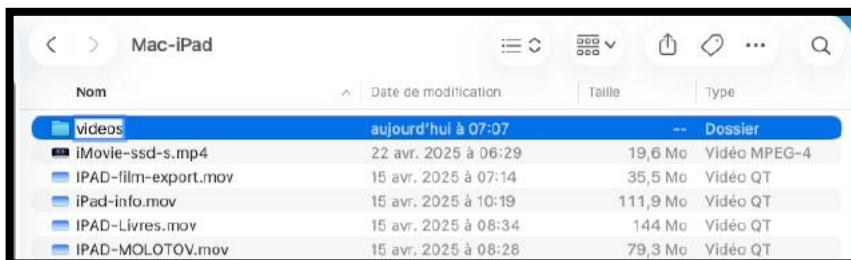 Mac-iPad
Nom Date de modification Taille Type
videos aujourd'hui à 07:07 -- Dossier
iMovie-ssd-s.mp4 22 avr. 2025 à 06:29 19,6 Mo Vidéo MPEG-4
IPAD-film-export.mov 15 avr. 2025 à 07:14 35,5 Mo Vidéo QT
iPad-info.mov 15 avr. 2025 à 10:19 111,9 Mo Vidéo QT
IPAD-Livres.mov 15 avr. 2025 à 08:34 144 Mo Vidéo QT
IPAD-MOLOTOV.mov 15 avr. 2025 à 08:28 79,3 Mo Vidéo QT